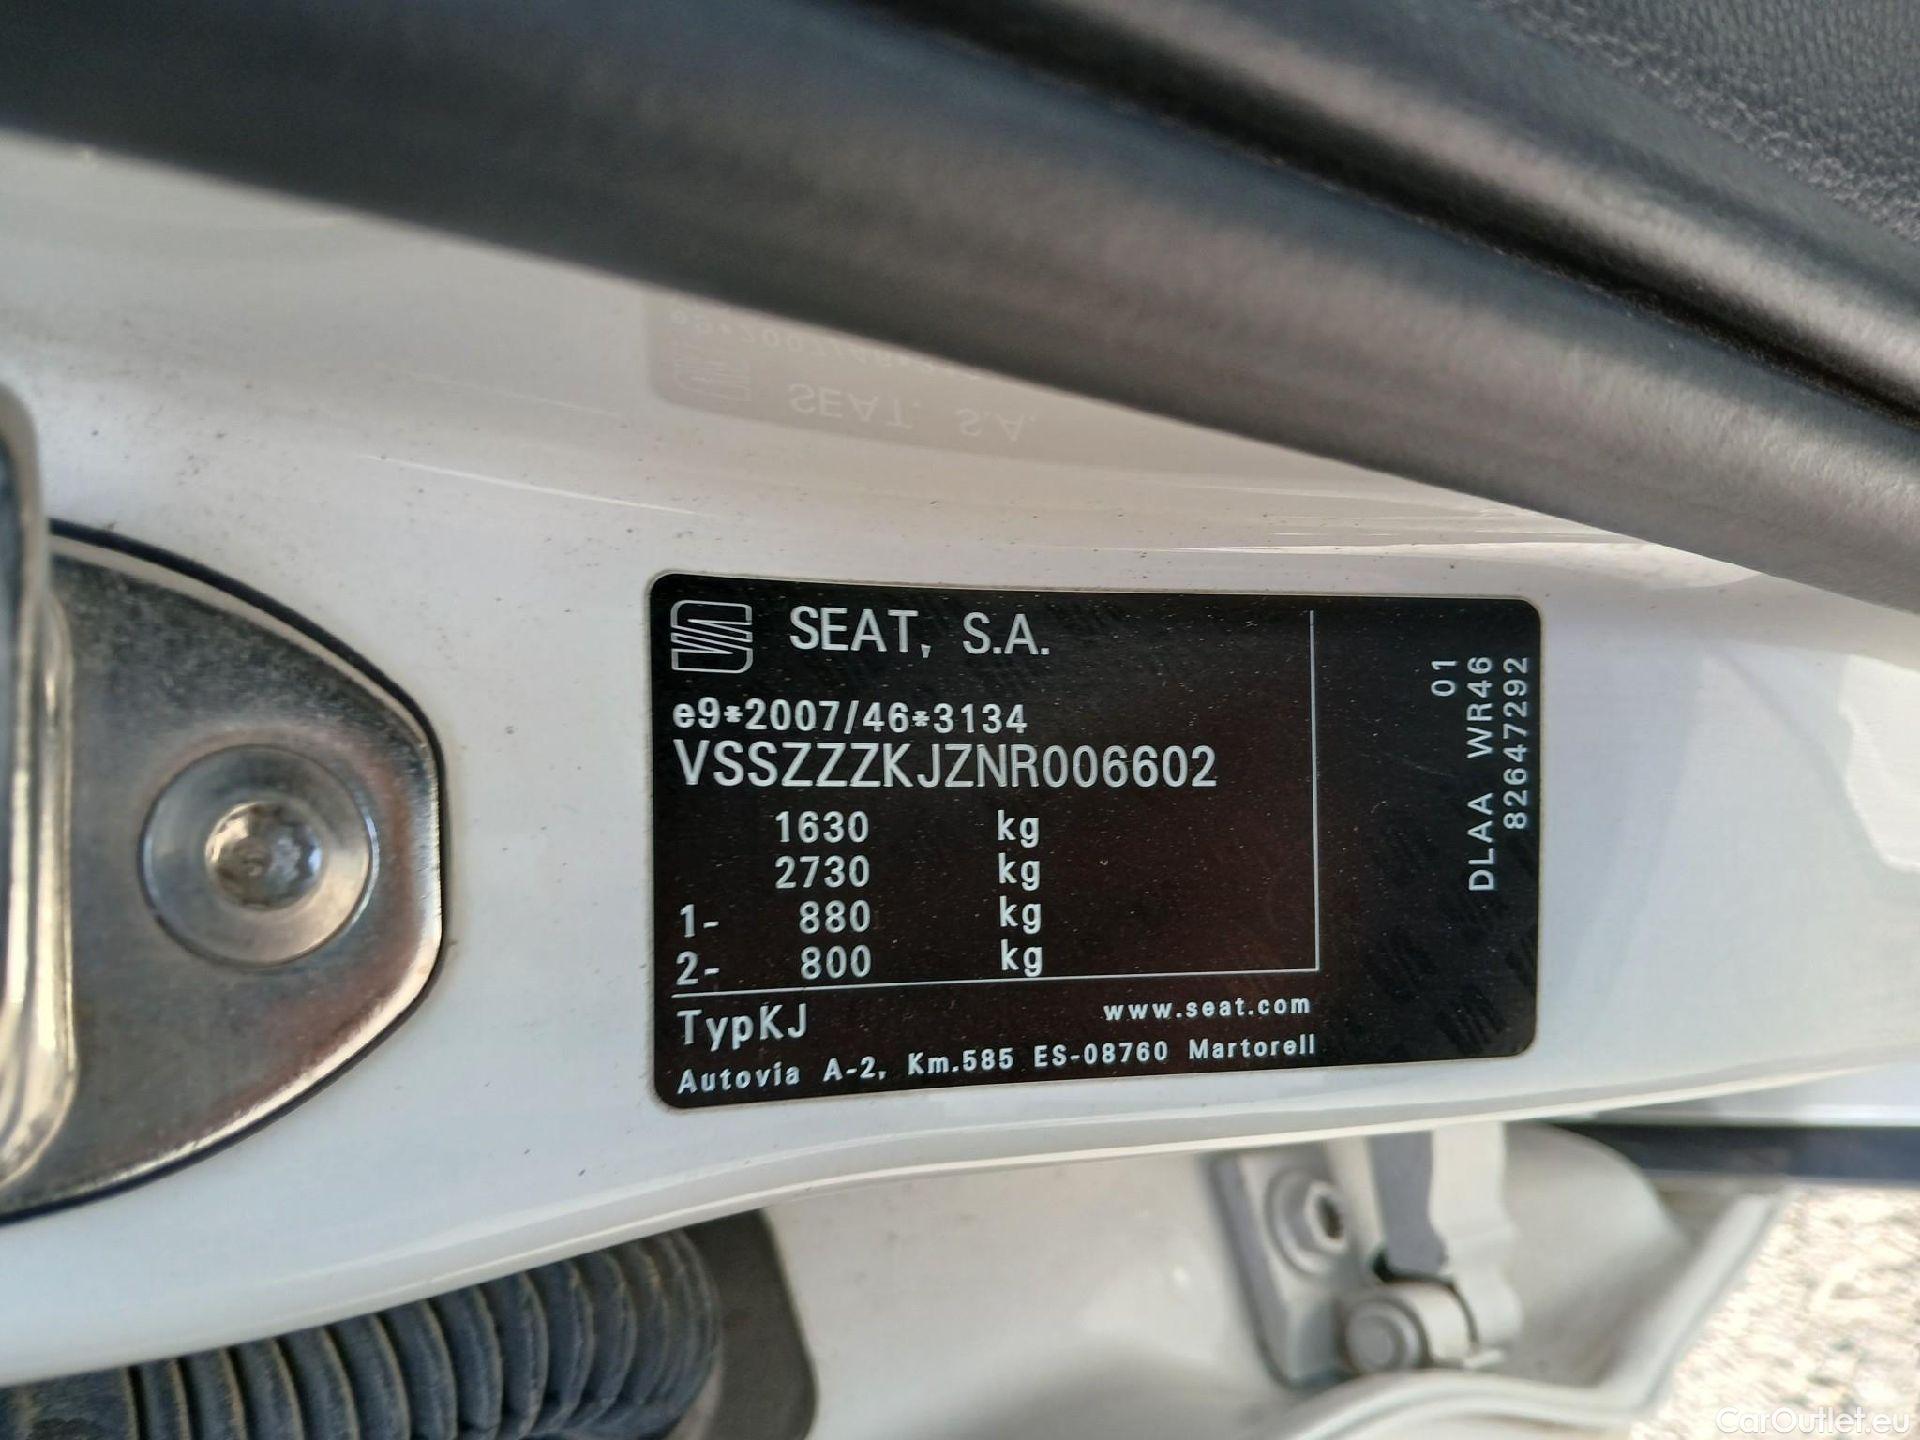 SEAT, S.A.
e9*2007/46*3134
VSSZZZKJZNR006602
1630 kg
2730 kg
1- 880 kg
2- 800 kg
TypKJ www.seat.com
Autovia A-2, Km.585 ES-08760 Martorell
01
DLAA WR46
82647292
CarOutlet.eu